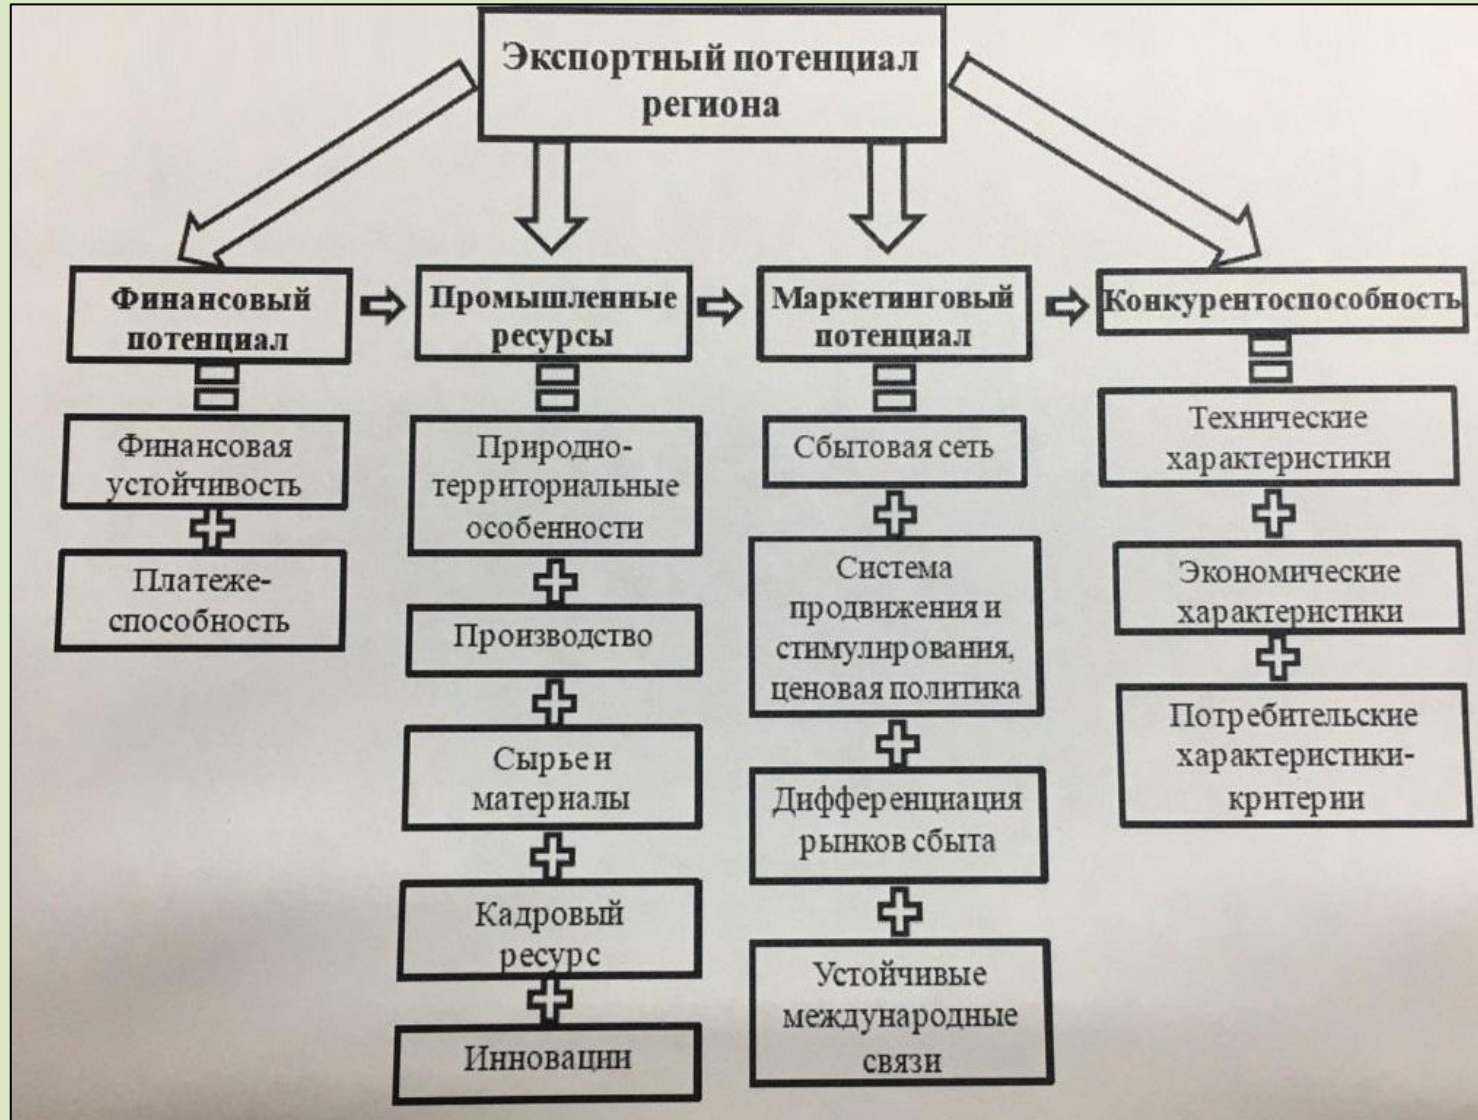 Экспортный потенциал
региона
Финансовый
потенциал
Промышленные
ресурсы
Маркетинговый
потенциал
Конкурентоспособность
Финансовая
устойчивость
Платеже-
способность
Природно-
территориальные
особенности
Производство
Сырье и
материалы
Кадровый
ресурс
Инновации
Сбытовая сеть
Система
продвижения и
стимулирования,
ценовая политика
Дифференциация
рынков сбыта
Устойчивые
международные
связи
Технические
характеристики
Экономические
характеристики
Потребительские
характеристики-
критерии